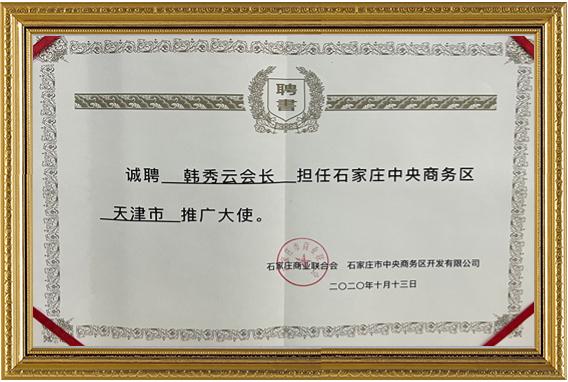 聘書
诚聘 韩秀云会长 担任石家庄中央商务区
天津市 推广大使。
石家庄商业联合会 石家庄市中央商务区开发有限公司
二〇二〇年十月十三日